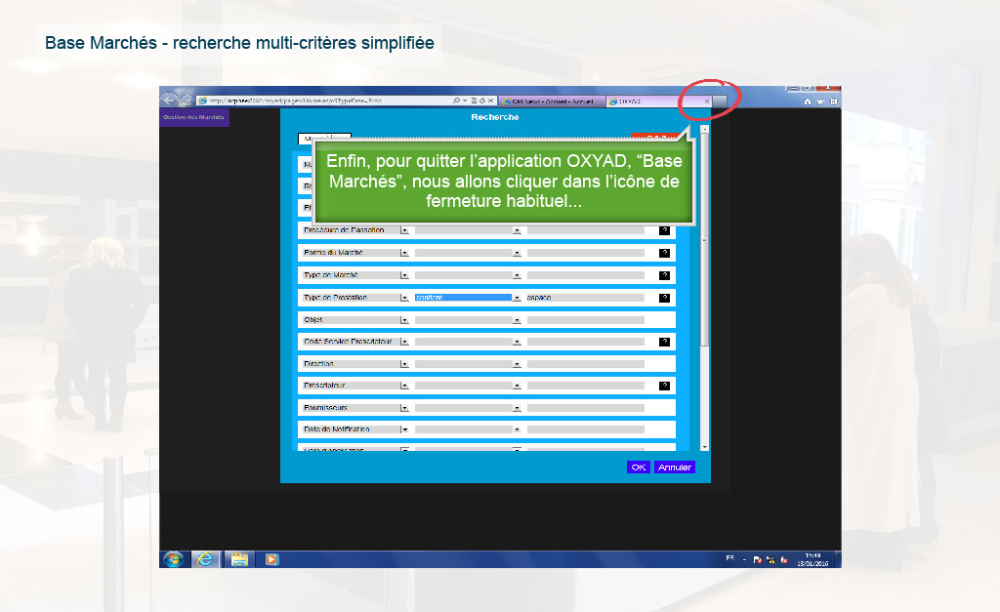 Base Marchés - recherche multi-critères simplifiée
OXYAD
Gestion des Marchés
Recherche
Enfin, pour quitter l'application OXYAD, “Base
Marchés”, nous allons cliquer dans l'icône de
fermeture habituel...
Procédure de Passation ?
Forme du Marché ?
Type de Marché ?
Type de Prestation contient espace ?
Objet
Code Service Prescripteur ?
Direction
Prescripteur ?
Fournisseurs
Date de Notification
OK Annuler
FR
15:49
13/01/2016